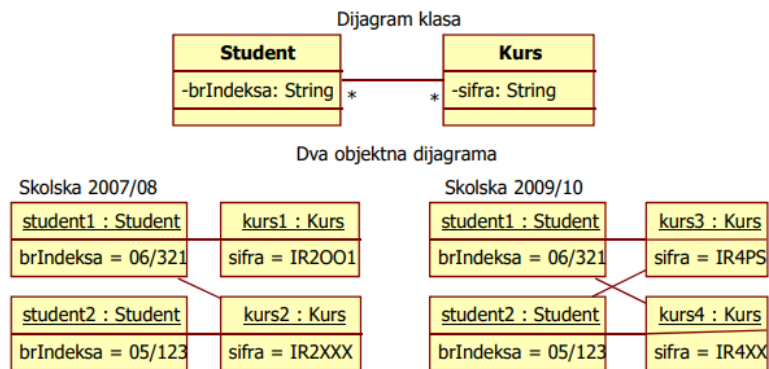 Dijagram klasa
Student
Kurs
-brIndeksa: String
*
*
-sifra: String
Dva objektna dijagrama
Skolska 2007/08
Skolska 2009/10
student1 : Student
kurs1 : Kurs
student1 : Student
kurs3 : Kurs
brIndeksa = 06/321
sifra = IR2OO1
brIndeksa = 06/321
sifra = IR4PS
student2 : Student
kurs2 : Kurs
student2 : Student
kurs4 : Kurs
brIndeksa = 05/123
sifra = IR2XXX
brIndeksa = 05/123
sifra = IR4XX